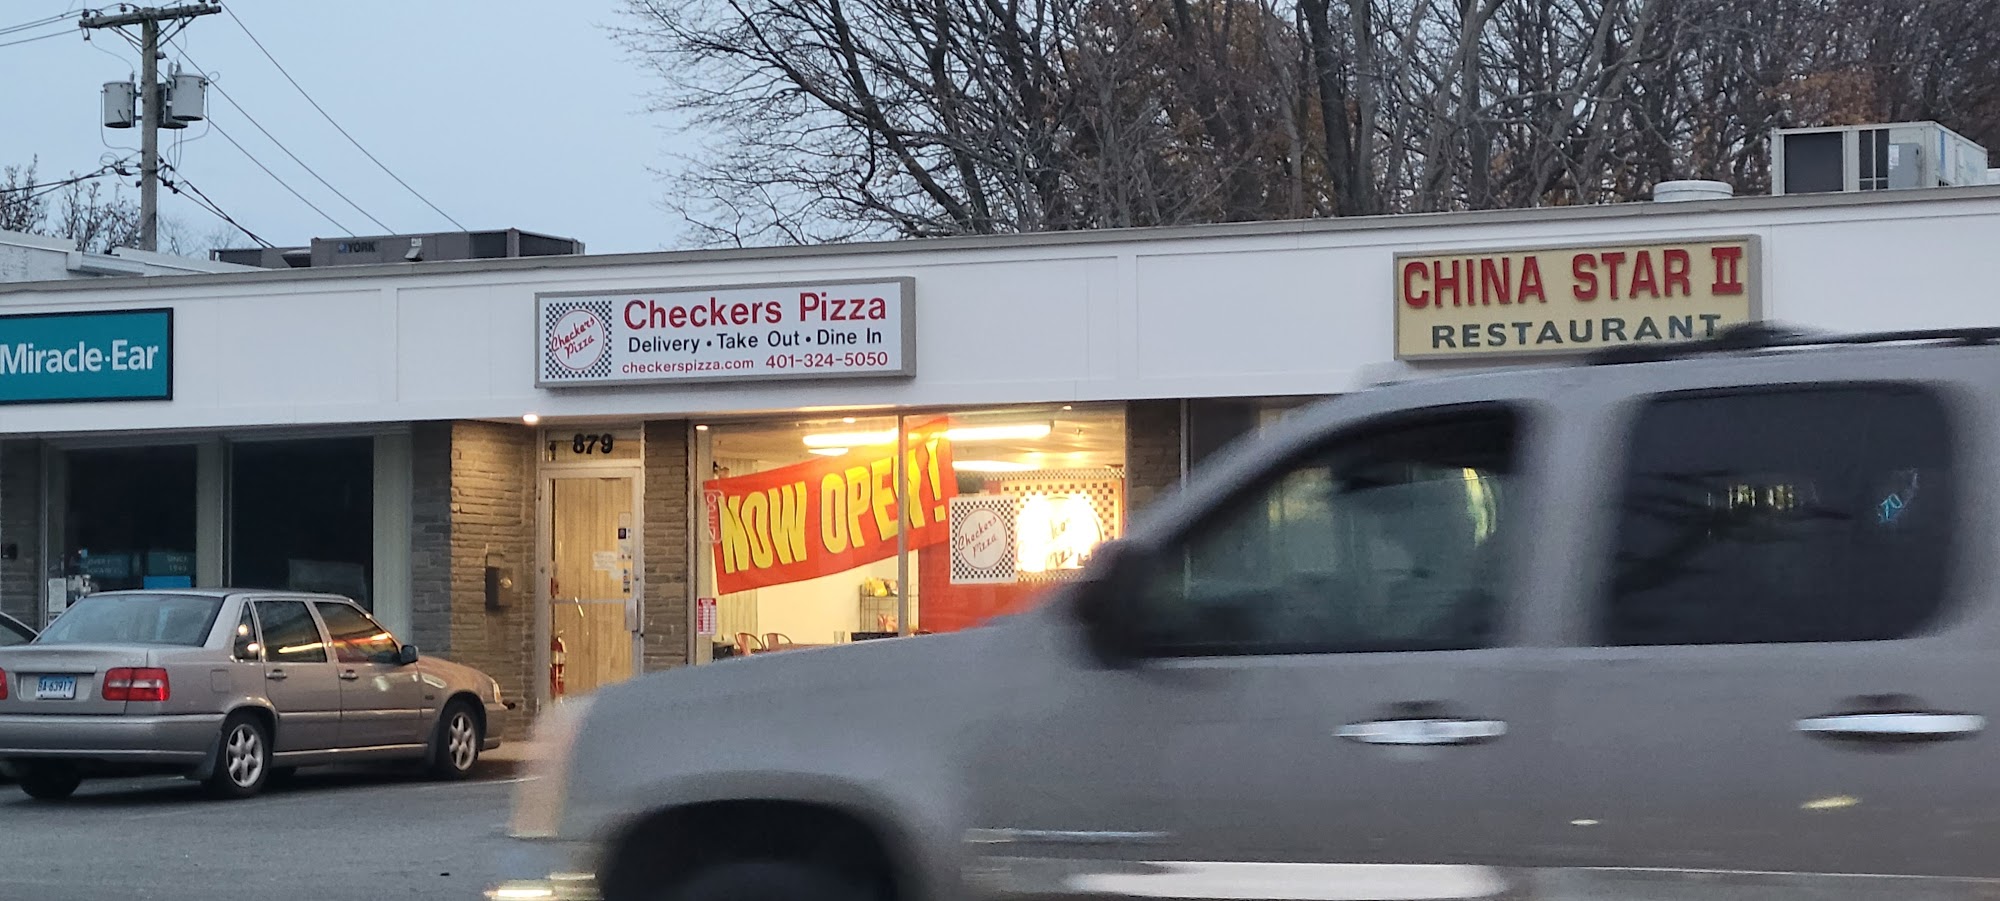 YORK
Miracle-Ear
Checkers
Pizza
Checkers Pizza
Delivery • Take Out • Dine In
checkerspizza.com 401-324-5050
CHINA STAR II
RESTAURANT
879
NOW OPEN!
Checkers
Pizza